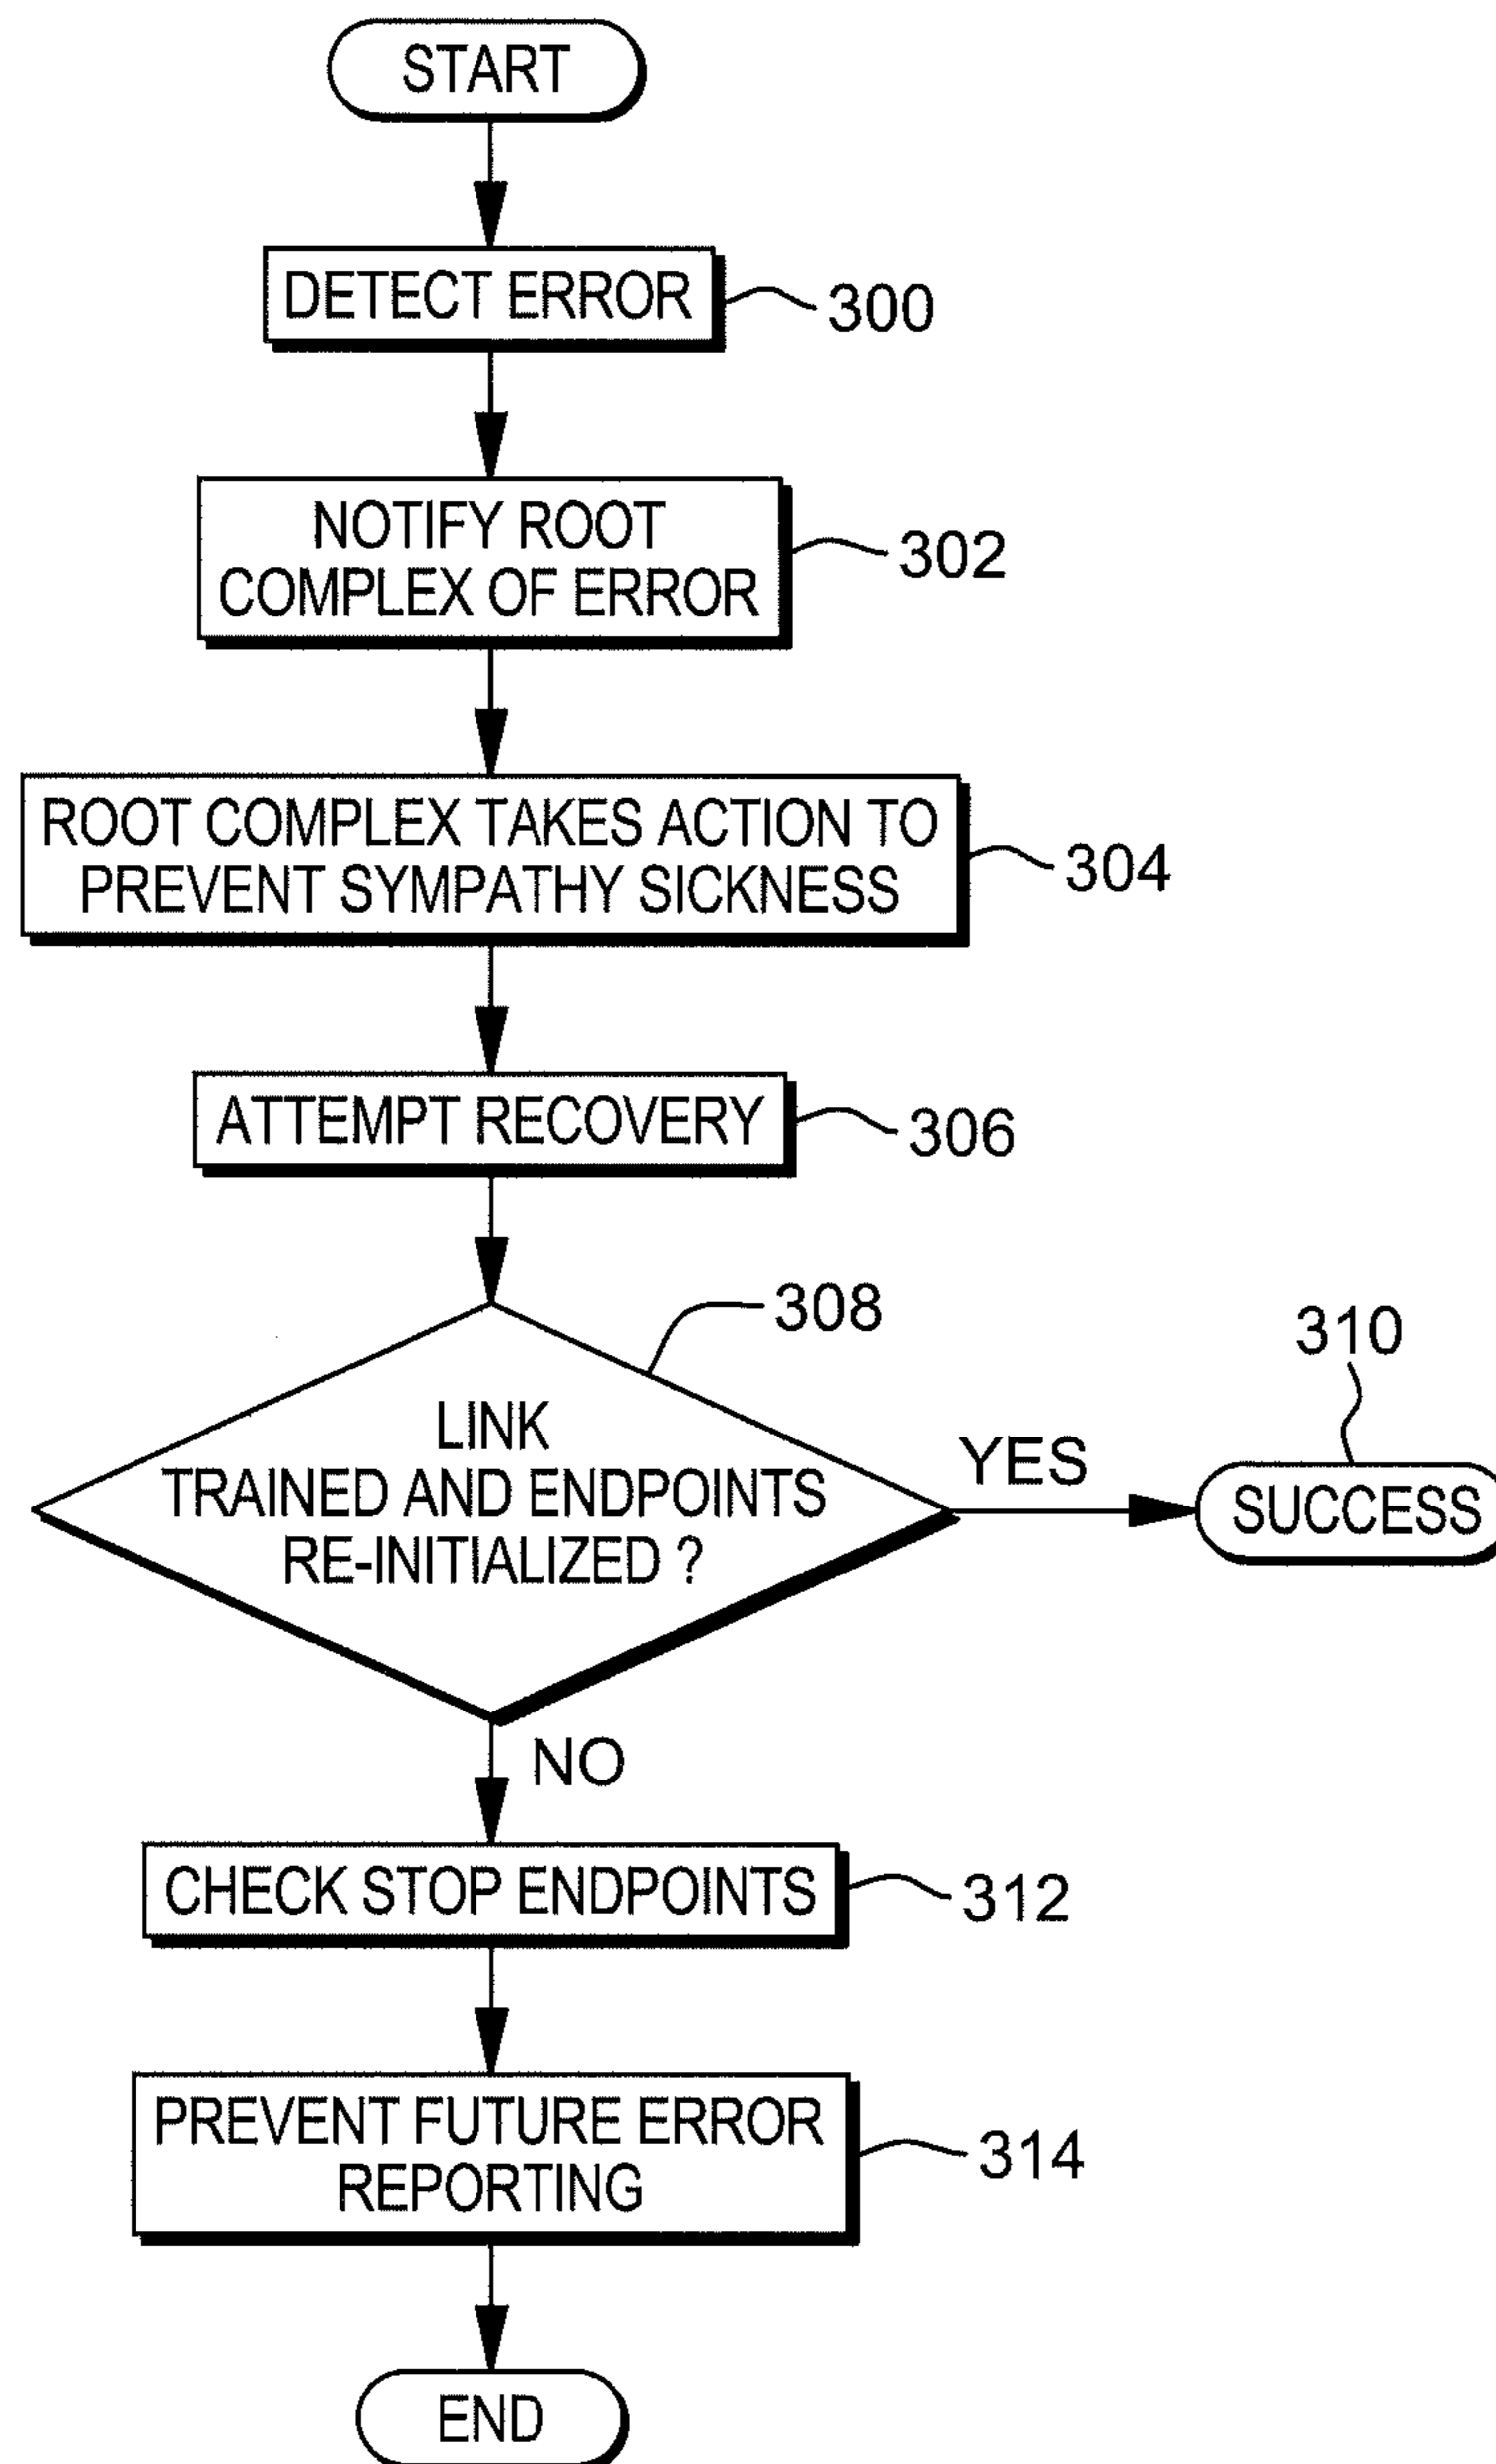 START
DETECT ERROR
300
NOTIFY ROOT
COMPLEX OF ERROR
302
ROOT COMPLEX TAKES ACTION TO
PREVENT SYMPATHY SICKNESS
304
ATTEMPT RECOVERY
306
308
LINK
TRAINED AND ENDPOINTS
RE-INITIALIZED ?
YES
310
SUCCESS
NO
CHECK STOP ENDPOINTS
312
PREVENT FUTURE ERROR
REPORTING
314
END